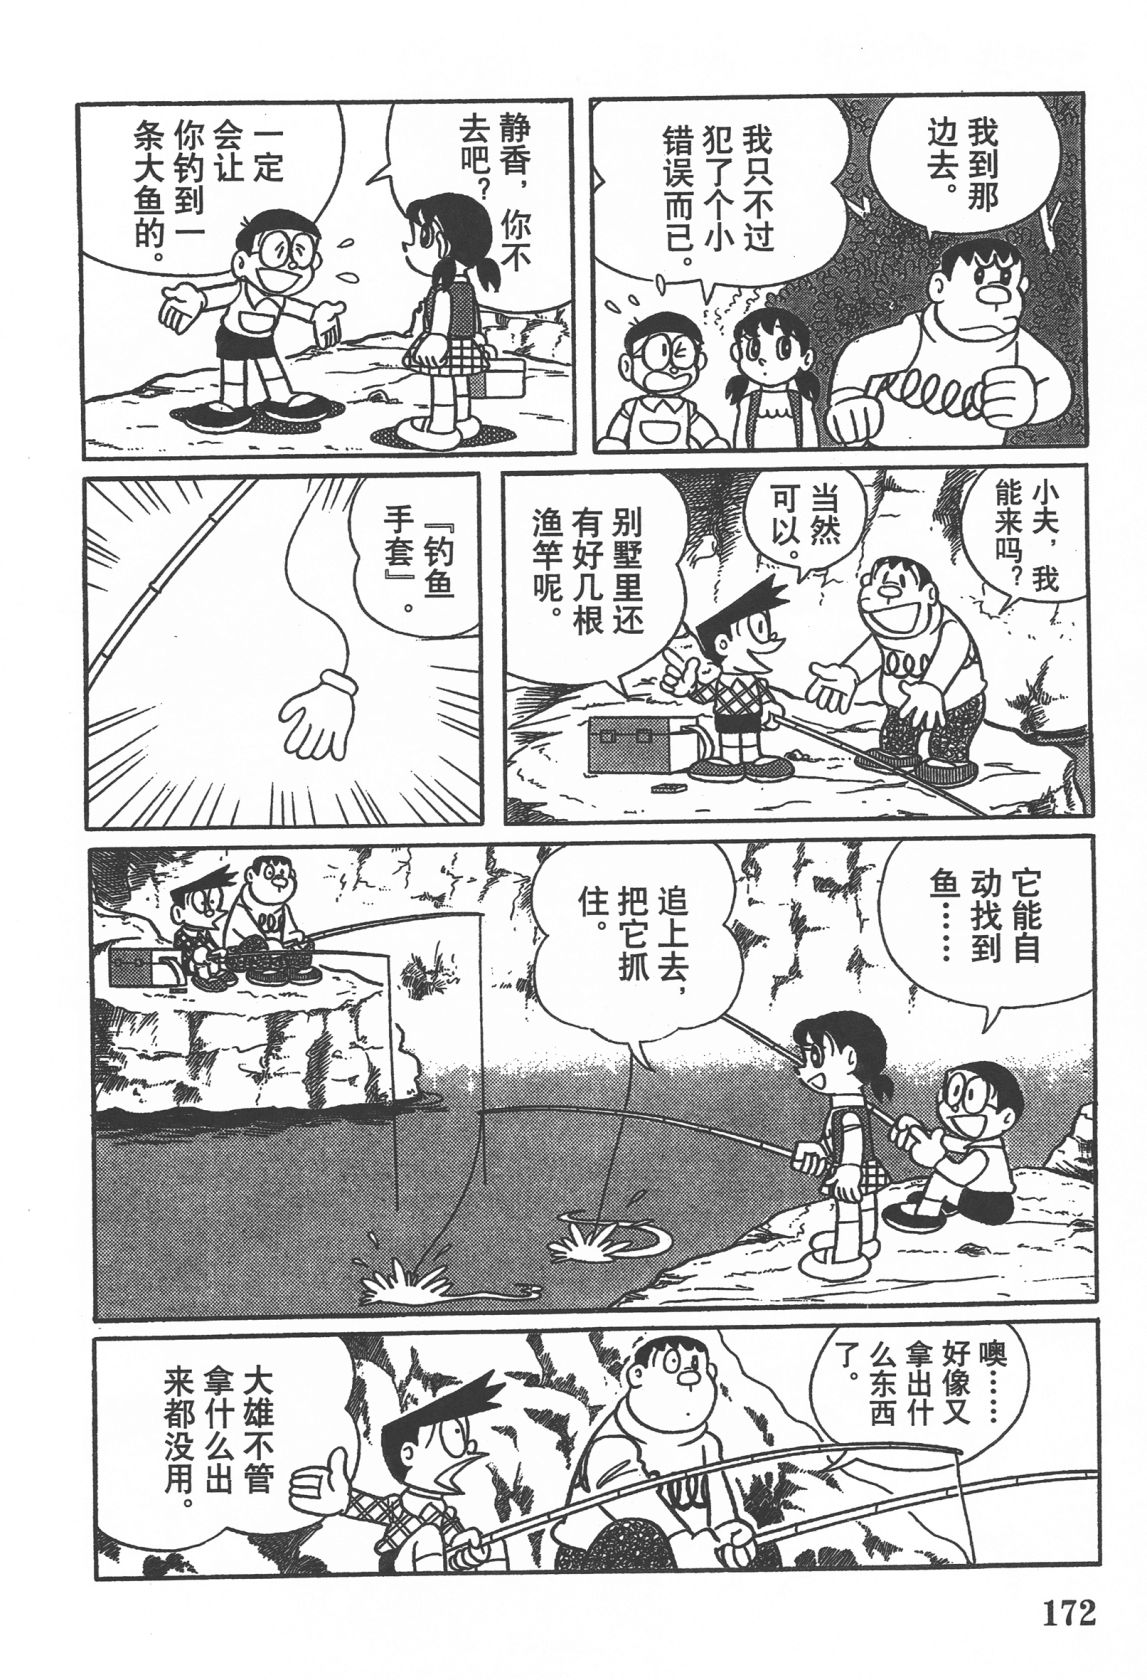 我到那
边去。
我只不过
犯了个小
错误而已。
静香，你不
去吧？
一定
会让
你钓到一
条大鱼的。
小夫，我
能来吗？
当然
可以。
别墅里还
有好几根
渔竿呢。
『钓鱼
手套』。
它能自
动找到
鱼……
追上去，
把它抓
住。
噢……
好像又
拿出什
么东西
了。
大雄不管
拿什么出
来都没用。
172